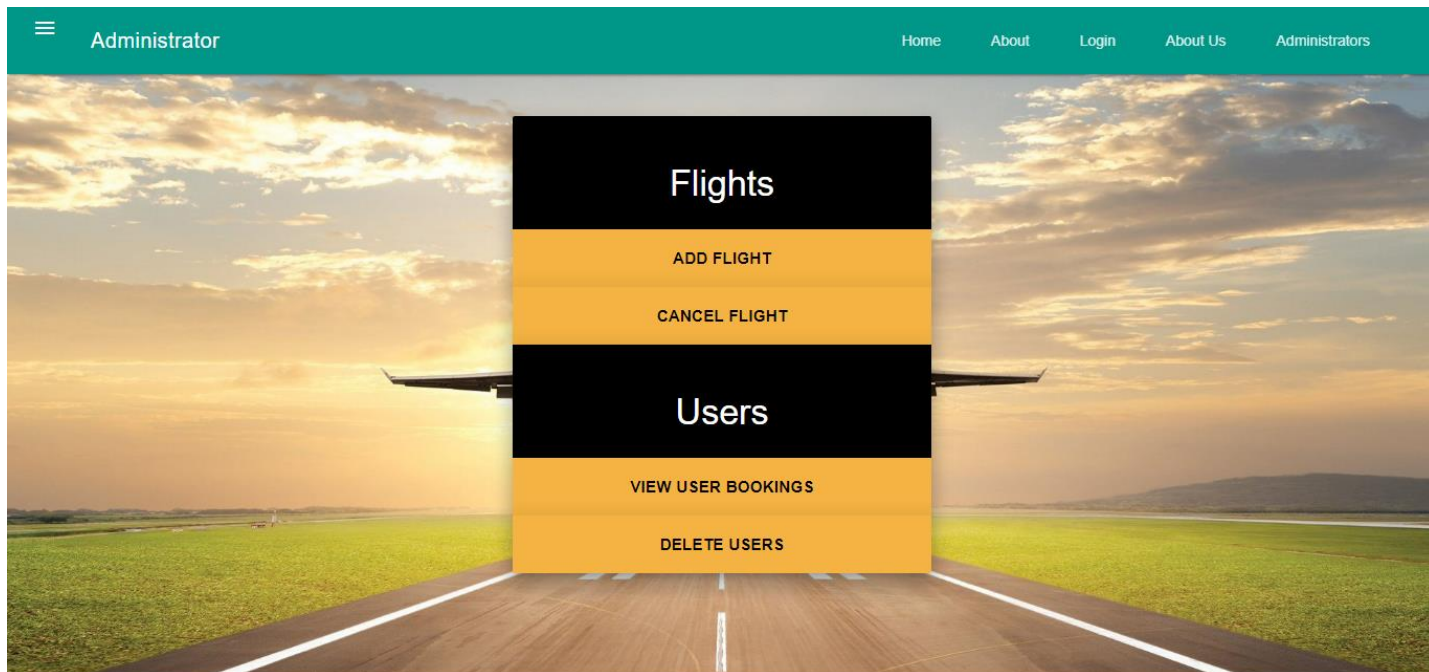 Administrator
Home About Login About Us Administrators
Flights
ADD FLIGHT
CANCEL FLIGHT
Users
VIEW USER BOOKINGS
DELETE USERS